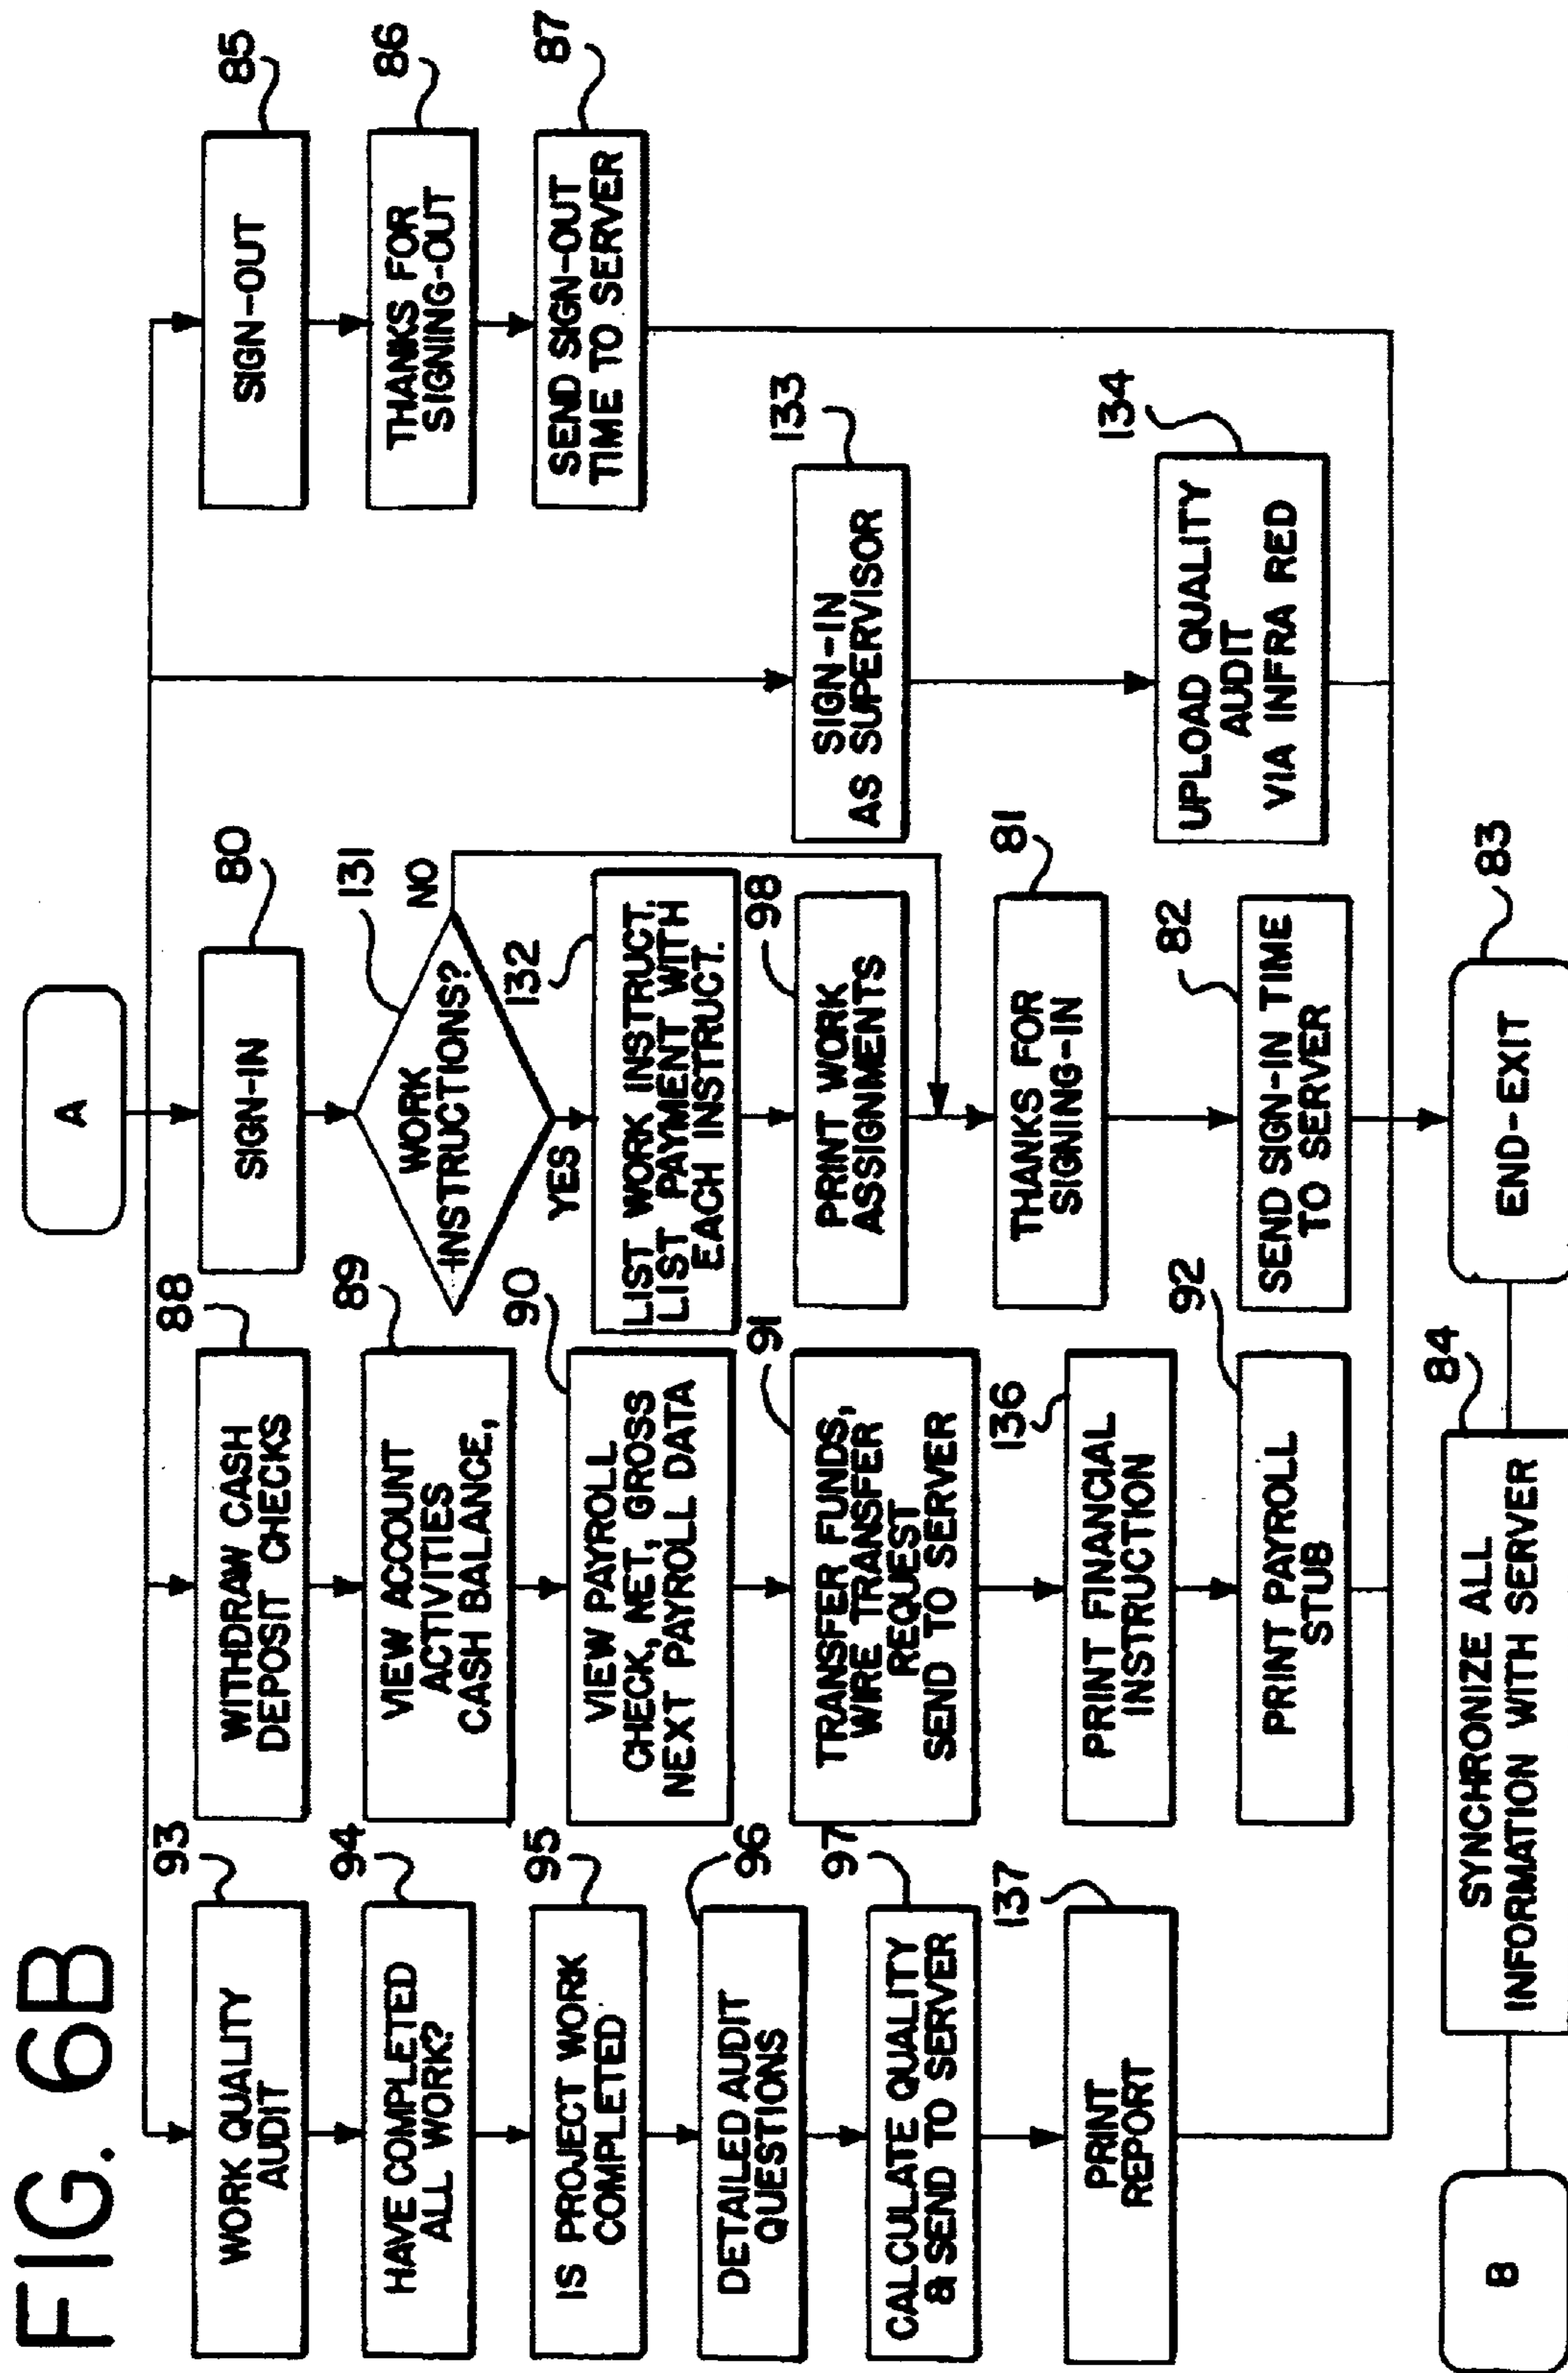 FIG. 6B
A
93
WORK QUALITY
AUDIT
94
HAVE COMPLETED
ALL WORK?
95
IS PROJECT WORK
COMPLETED
96
DETAILED AUDIT
QUESTIONS
97
CALCULATE QUALITY
& SEND TO SERVER
137
PRINT
REPORT
88
WITHDRAW CASH
DEPOSIT CHECKS
89
VIEW ACCOUNT
ACTIVITIES
CASH BALANCE,
90
VIEW PAYROLL
CHECK, NET, GROSS
NEXT PAYROLL DATA
91
TRANSFER FUNDS,
WIRE TRANSFER
REQUEST
SEND TO SERVER
136
PRINT FINANCIAL
INSTRUCTION
92
PRINT PAYROLL
STUB
80
SIGN-IN
131
WORK
INSTRUCTIONS?
NO
YES
132
LIST WORK INSTRUCT.
LIST PAYMENT WITH
EACH INSTRUCT.
98
PRINT WORK
ASSIGNMENTS
81
THANKS FOR
SIGNING-IN
82
SEND SIGN-IN TIME
TO SERVER
133
SIGN-IN
AS SUPERVISOR
134
UPLOAD QUALITY
AUDIT
VIA INFRA RED
85
SIGN-OUT
86
THANKS FOR
SIGNING-OUT
87
SEND SIGN-OUT
TIME TO SERVER
B
84
SYNCHRONIZE ALL
INFORMATION WITH SERVER
83
END-EXIT